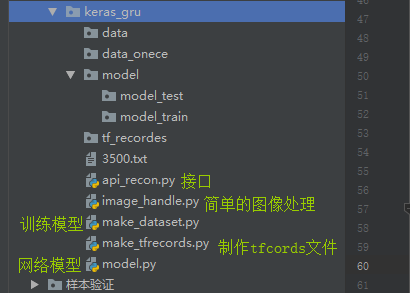 keras_gru
data
data_onece
model
model_test
model_train
tf_recordes
3500.txt
api_recon.py 接口
image_handle.py 简单的图像处理
训练模型 make_dataset.py
make_tfrecords.py 制作tfcords文件
网络模型 model.py
样本验证
46
47
48
49
50
51
52
53
54
55
56
57
58
59
60
61